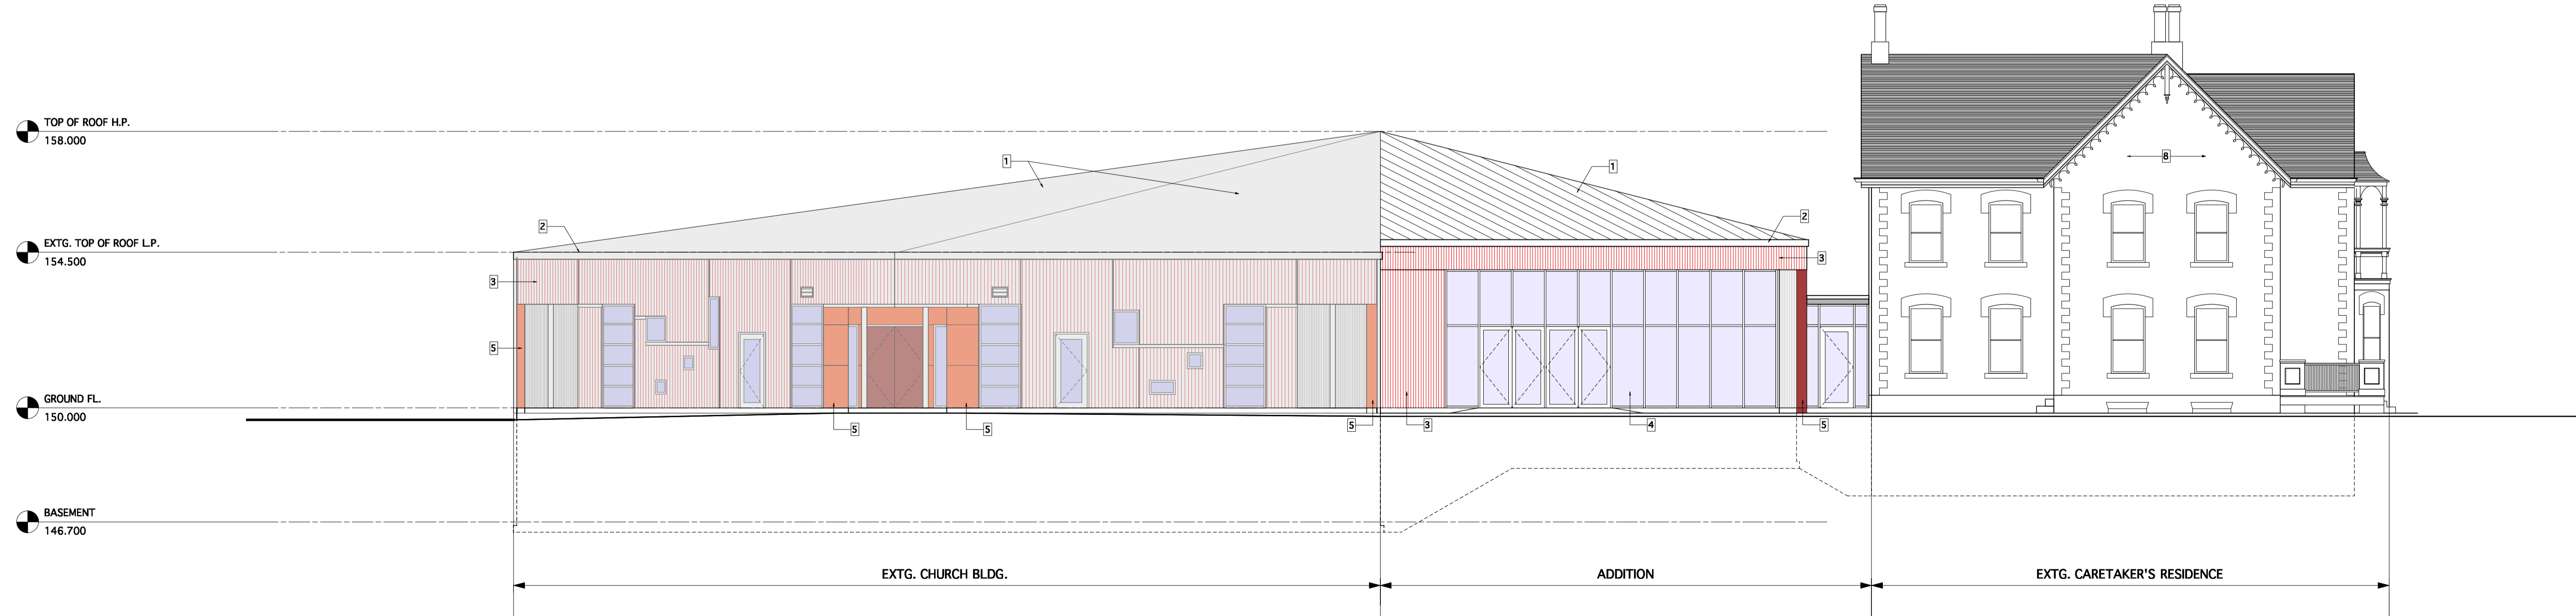 TOP OF ROOF H.P.
158.000
1
1
8
2
2
EXTG. TOP OF ROOF L.P.
154.500
3
3
5
GROUND FL.
150.000
5
5
5
3
4
5
BASEMENT
146.700
EXTG. CHURCH BLDG.
ADDITION
EXTG. CARETAKER'S RESIDENCE